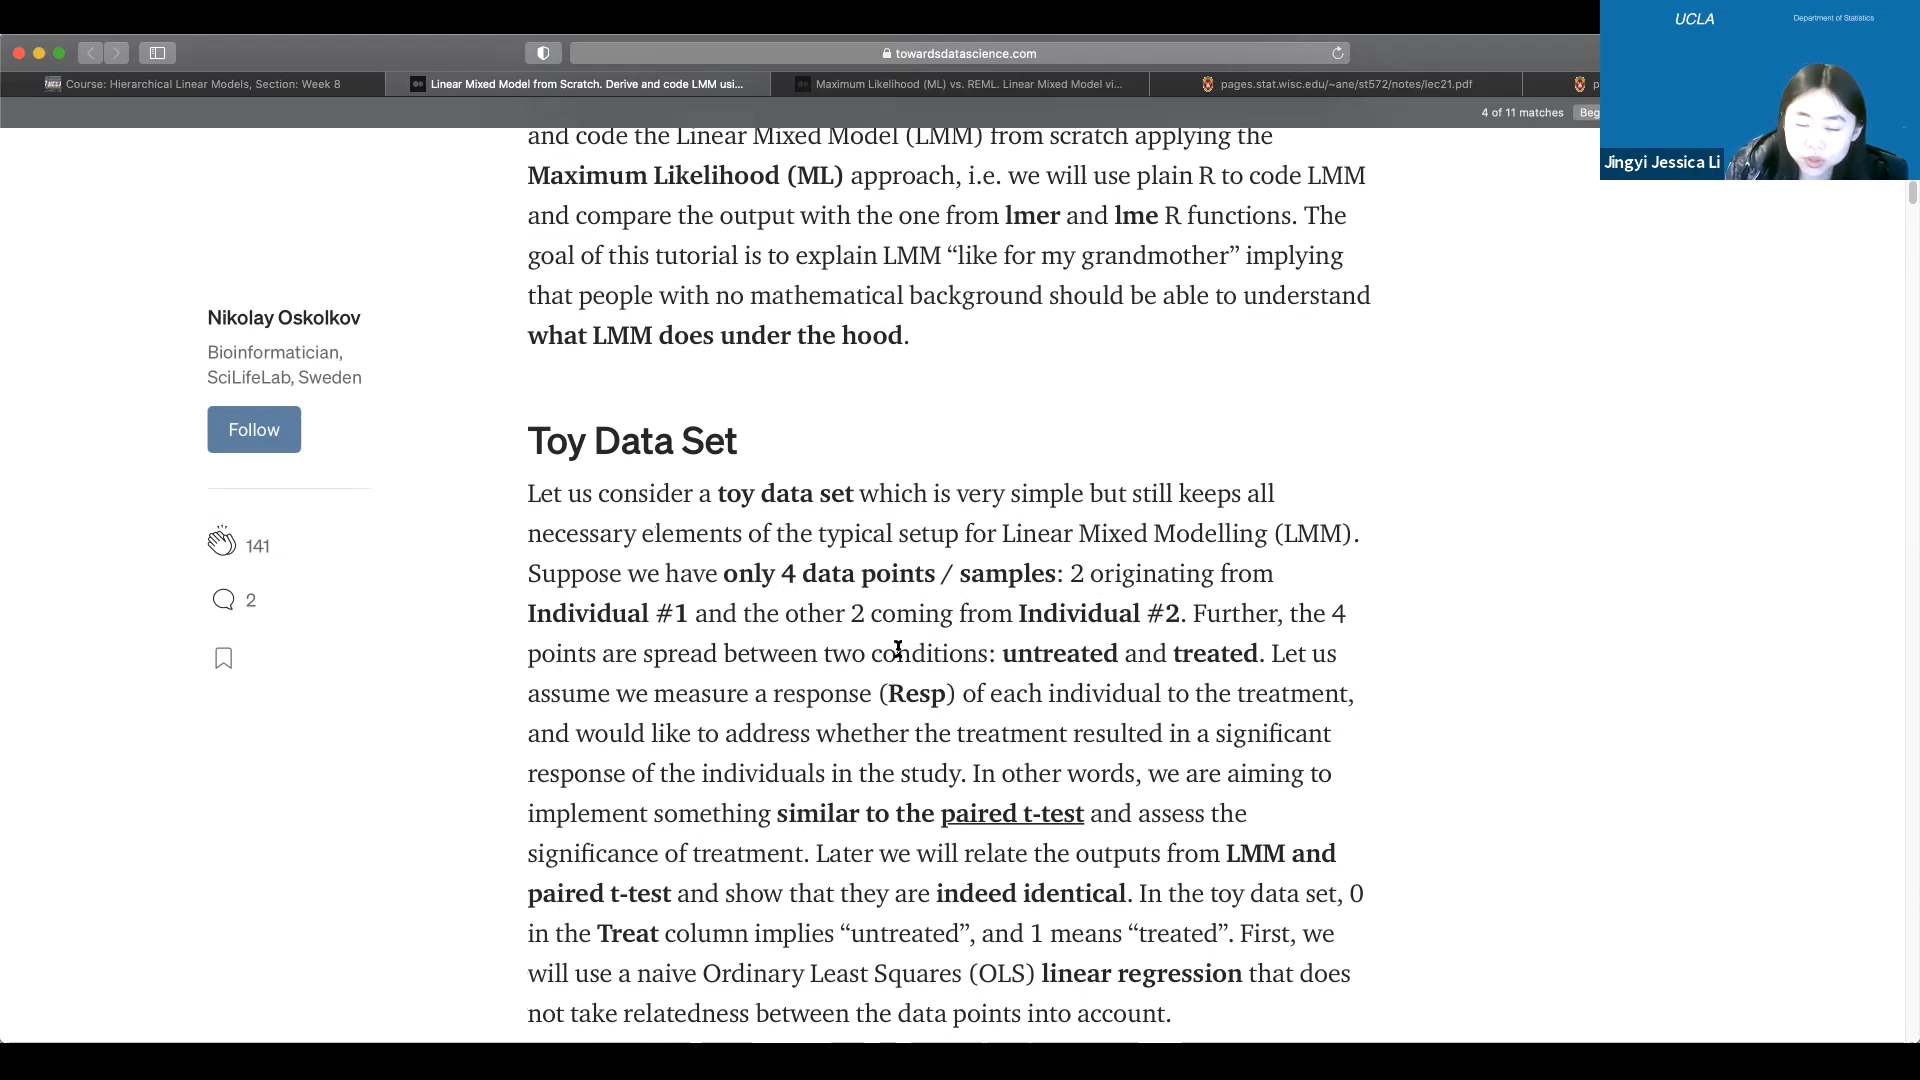 UCLA
Department of Statistics
towardsdatascience.com
Course: Hierarchical Linear Models, Section: Week 8
Linear Mixed Model from Scratch. Derive and code LMM usi...
Maximum Likelihood (ML) vs. REML. Linear Mixed Model vi...
pages.stat.wisc.edu/~ane/st572/notes/lec21.pdf
p
4 of 11 matches
Beg
Jingyi Jessica Li
and code the Linear Mixed Model (LMM) from scratch applying the
Maximum Likelihood (ML) approach, i.e. we will use plain R to code LMM
and compare the output with the one from lmer and lme R functions. The
goal of this tutorial is to explain LMM “like for my grandmother” implying
that people with no mathematical background should be able to understand
what LMM does under the hood.
Nikolay Oskolkov
Bioinformatician,
SciLifeLab, Sweden
Follow
141
2
Toy Data Set
Let us consider a toy data set which is very simple but still keeps all
necessary elements of the typical setup for Linear Mixed Modelling (LMM).
Suppose we have only 4 data points / samples: 2 originating from
Individual #1 and the other 2 coming from Individual #2. Further, the 4
points are spread between two conditions: untreated and treated. Let us
assume we measure a response (Resp) of each individual to the treatment,
and would like to address whether the treatment resulted in a significant
response of the individuals in the study. In other words, we are aiming to
implement something similar to the paired t-test and assess the
significance of treatment. Later we will relate the outputs from LMM and
paired t-test and show that they are indeed identical. In the toy data set, 0
in the Treat column implies “untreated”, and 1 means “treated”. First, we
will use a naive Ordinary Least Squares (OLS) linear regression that does
not take relatedness between the data points into account.